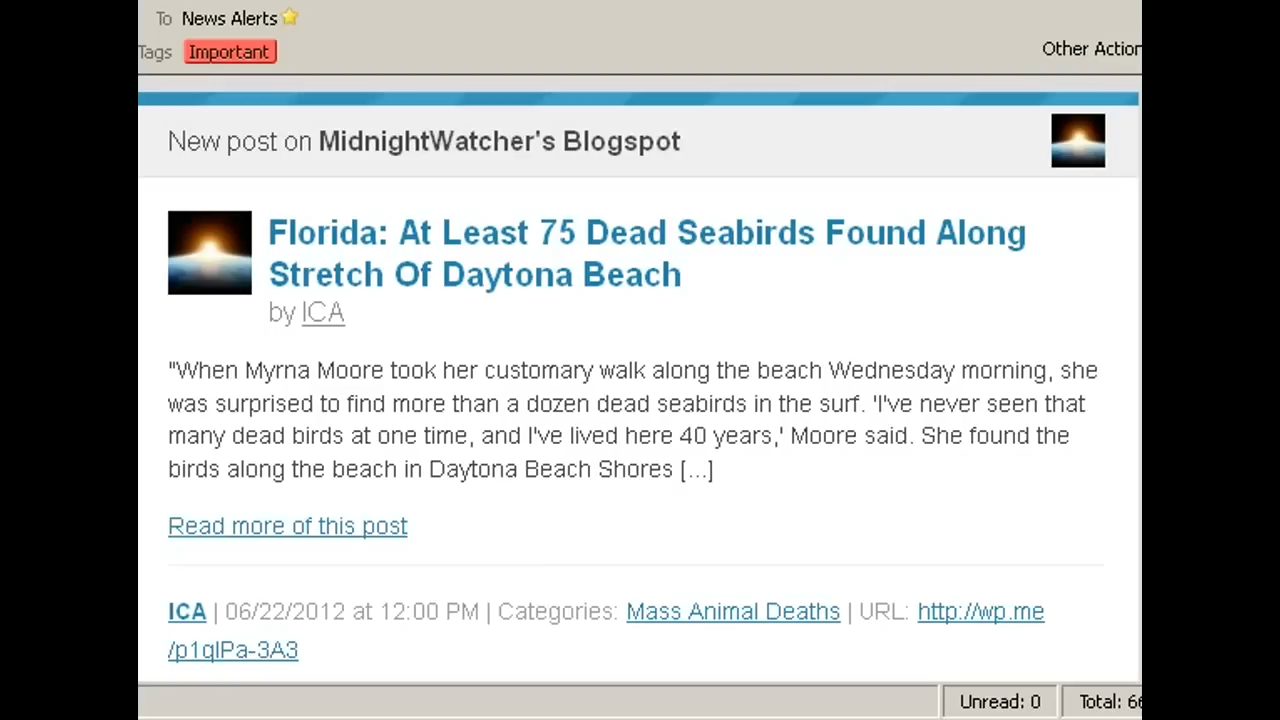 To News Alerts
Tags Important
Other Action
New post on MidnightWatcher's Blogspot
Florida: At Least 75 Dead Seabirds Found Along
Stretch Of Daytona Beach
by ICA
"When Myrna Moore took her customary walk along the beach Wednesday morning, she
was surprised to find more than a dozen dead seabirds in the surf. 'I've never seen that
many dead birds at one time, and I've lived here 40 years,' Moore said. She found the
birds along the beach in Daytona Beach Shores [...]
Read more of this post
ICA | 06/22/2012 at 12:00 PM | Categories: Mass Animal Deaths | URL: http://wp.me
/p1qIPa-3A3
Unread: 0
Total: 66